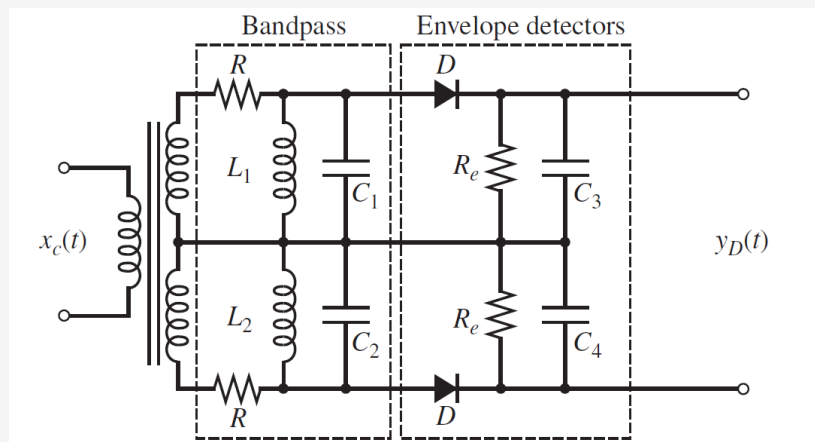 Bandpass
Envelope detectors
R
D
L1
C1
Re
C3
xc(t)
yD(t)
L2
C2
Re
C4
R
D